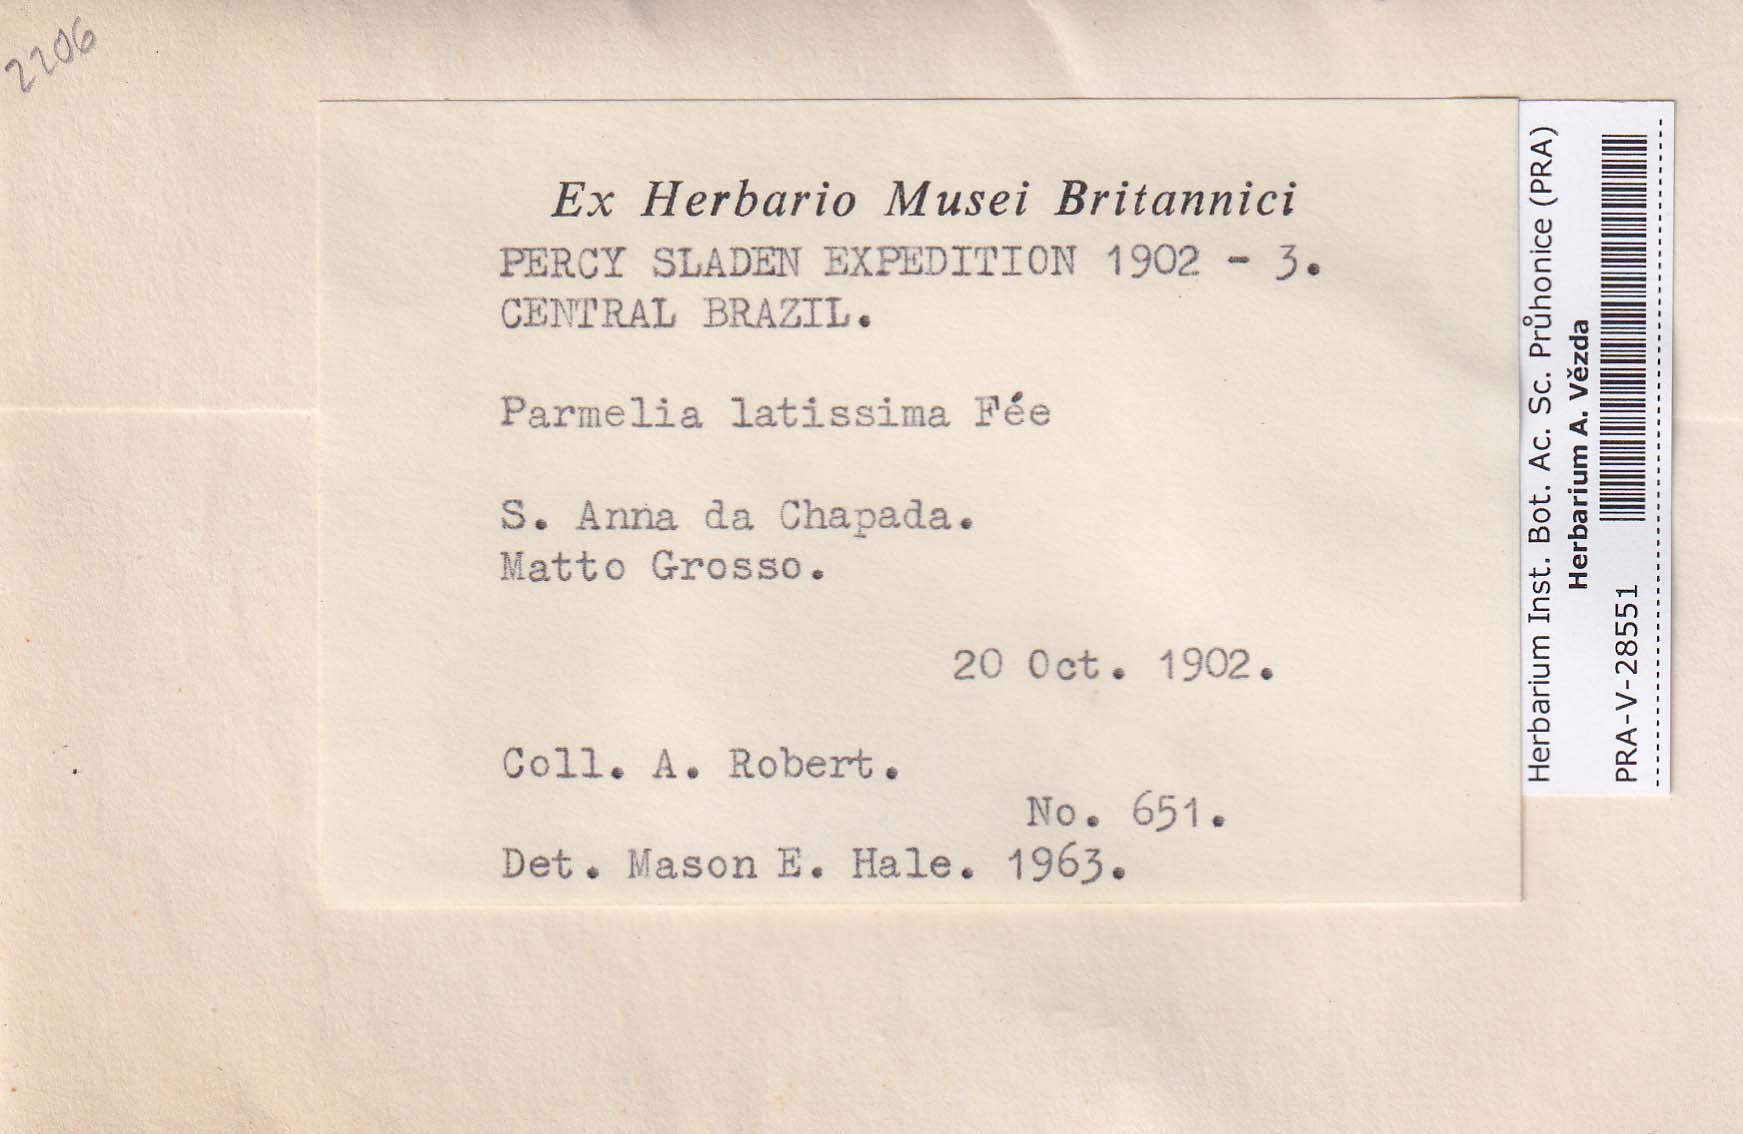 2206
Ex Herbario Musei Britannici
PERCY SLADEN EXPEDITION 1902 - 3.
CENTRAL BRAZIL.
Parmelia latissima Fée
S. Anna da Chapada.
Matto Grosso.
20 Oct. 1902.
Coll. A. Robert.
No. 651.
Det. Mason E. Hale. 1963.
Herbarium Inst. Bot. Ac. Sc. Průhonice (PRA)
Herbarium A. Vězda
PRA-V-28551